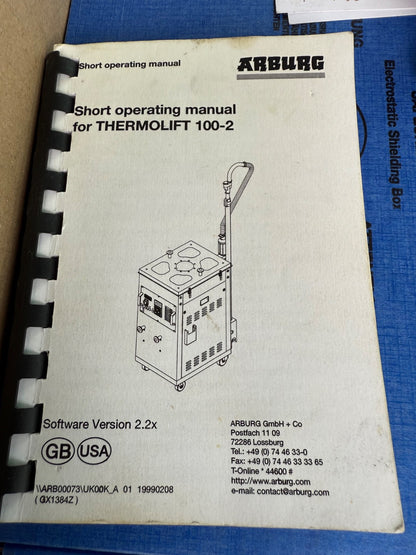 Short operating manual
ARBURG
Short operating manual
for THERMOLIFT 100-2
Software Version 2.2x
GB USA
\\ARB00073\UK00K_A 01 19990208
( GX1384Z )
ARBURG GmbH + Co
Postfach 11 09
72286 Lossburg
Tel.: +49 (0) 74 46 33-0
Fax: +49 (0) 74 46 33 33 65
T-Online * 44600 #
http://www.arburg.com
e-mail: contact@arburg.com
Electrostatic Shielding Box
ARBURG